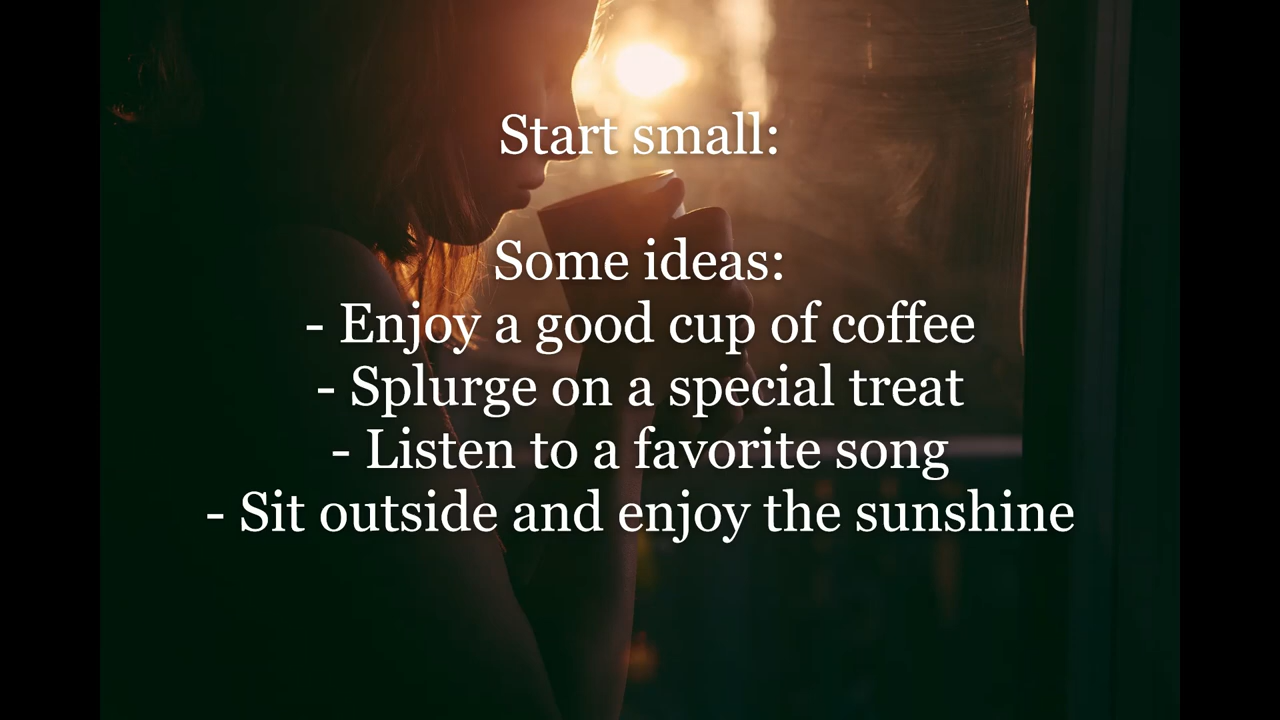 Start small:
Some ideas:
- Enjoy a good cup of coffee
- Splurge on a special treat
- Listen to a favorite song
- Sit outside and enjoy the sunshine